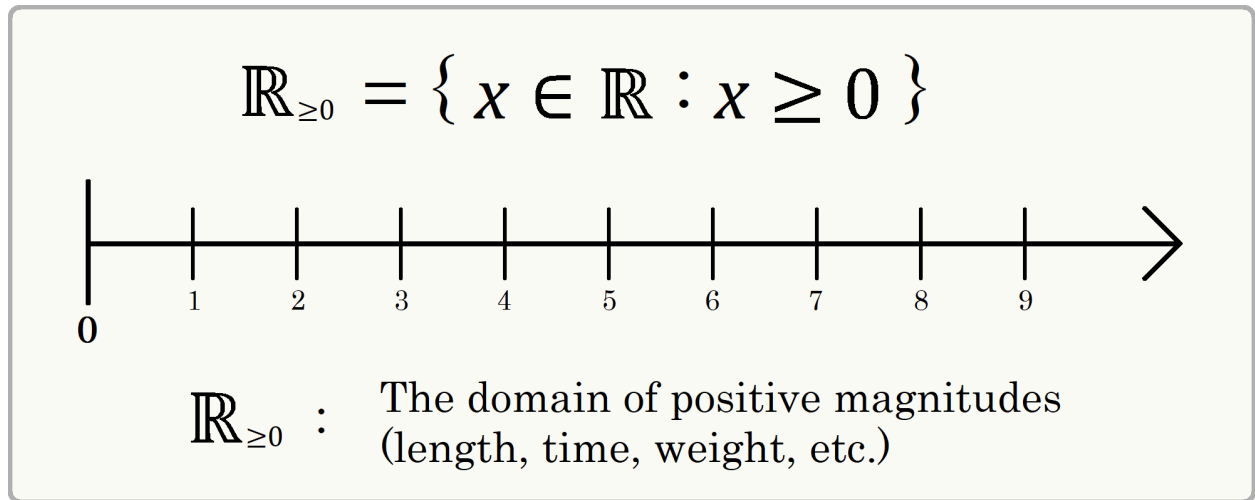 ℝ≥0 = { x ∈ ℝ : x ≥ 0 }
0 1 2 3 4 5 6 7 8 9
ℝ≥0 : The domain of positive magnitudes
(length, time, weight, etc.)